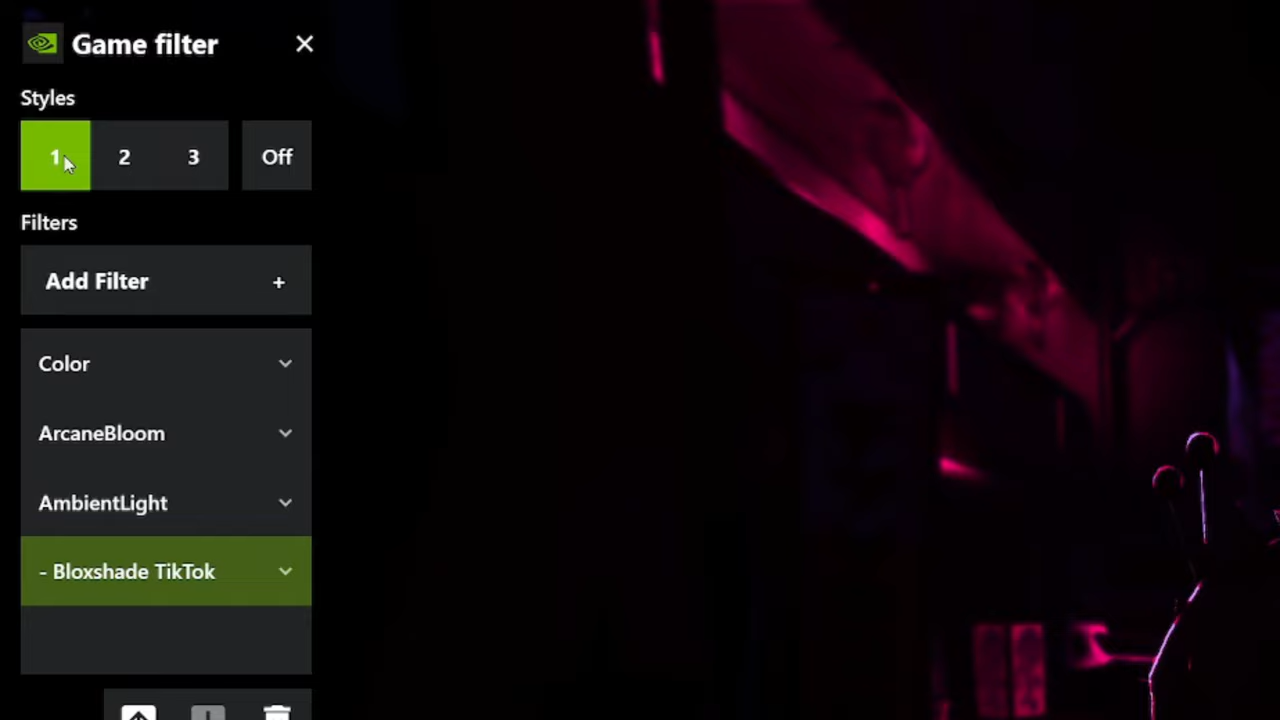 Game filter
Styles
1 2 3 Off
Filters
Add Filter +
Color
ArcaneBloom
AmbientLight
- Bloxshade TikTok